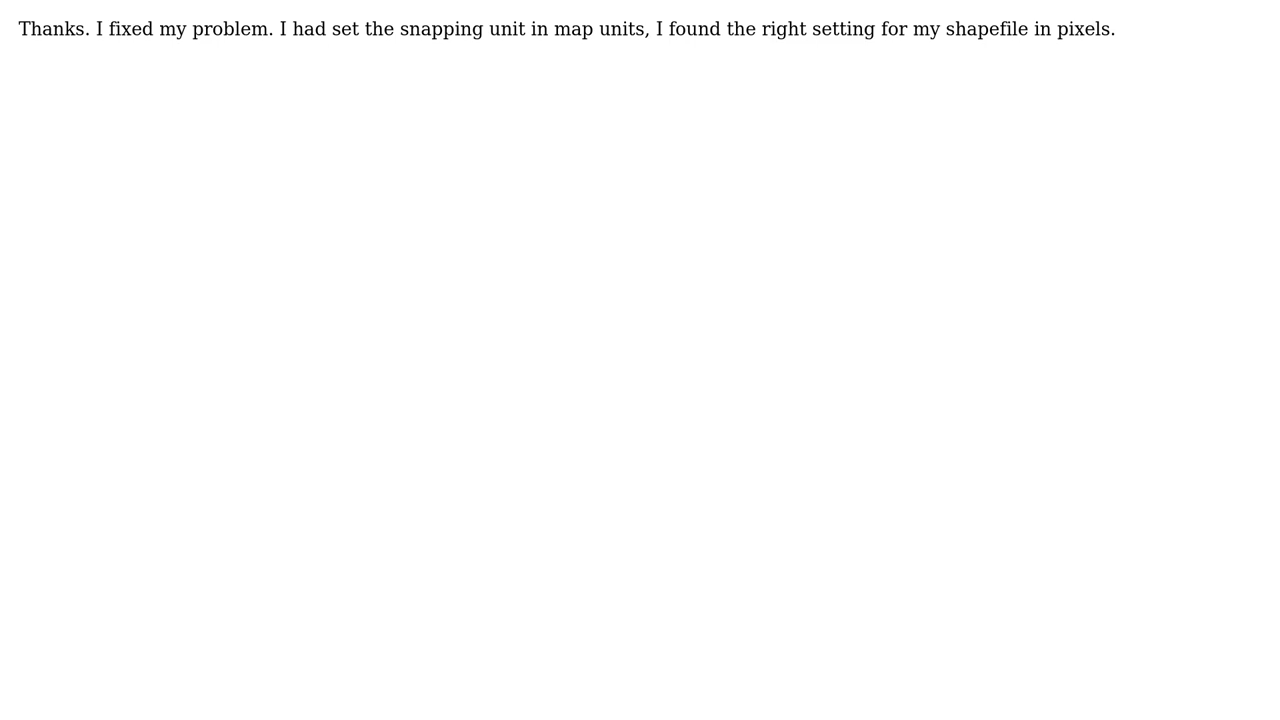 Thanks. I fixed my problem. I had set the snapping unit in map units, I found the right setting for my shapefile in pixels.